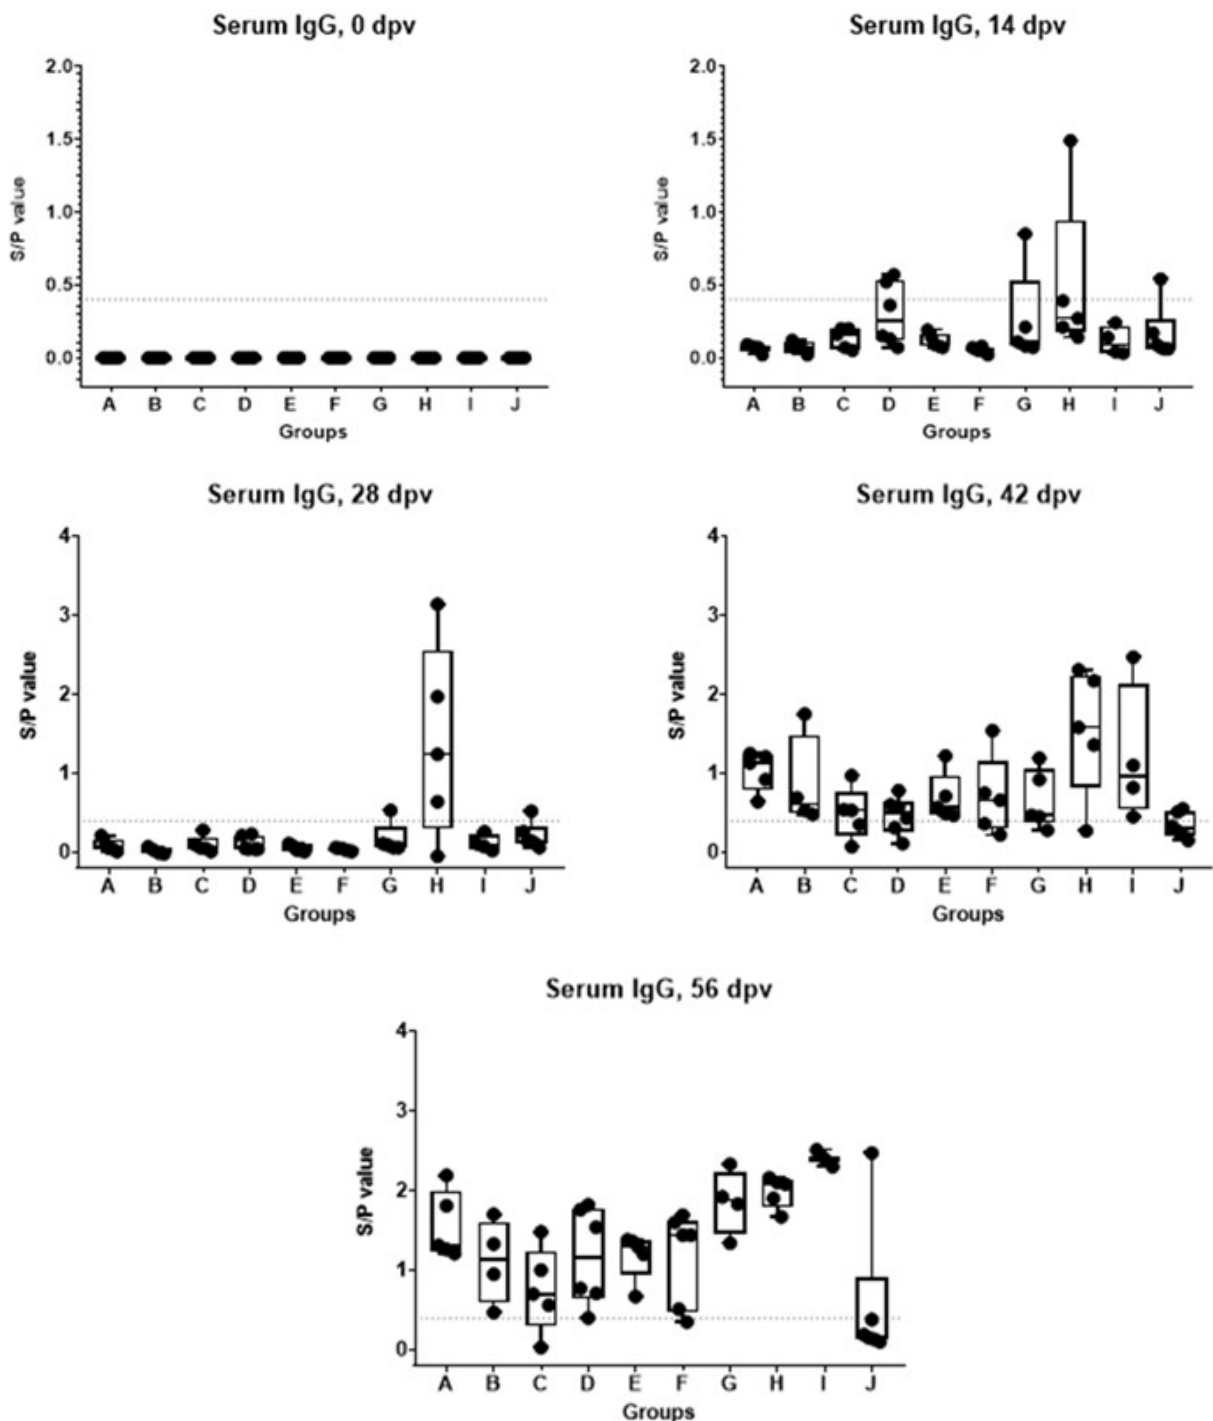 Serum IgG, 0 dpv
2.0
1.5
1.0
0.5
0.0
S/P value
A B C D E F G H I J
Groups
Serum IgG, 14 dpv
2.0
1.5
1.0
0.5
0.0
S/P value
A B C D E F G H I J
Groups
Serum IgG, 28 dpv
4
3
2
1
0
S/P value
A B C D E F G H I J
Groups
Serum IgG, 42 dpv
4
3
2
1
0
S/P value
A B C D E F G H I J
Groups
Serum IgG, 56 dpv
4
3
2
1
0
S/P value
A B C D E F G H I J
Groups